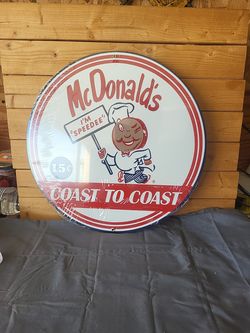 McDonald's
I'M
"SPEEDEE"
15¢
COAST TO COAST